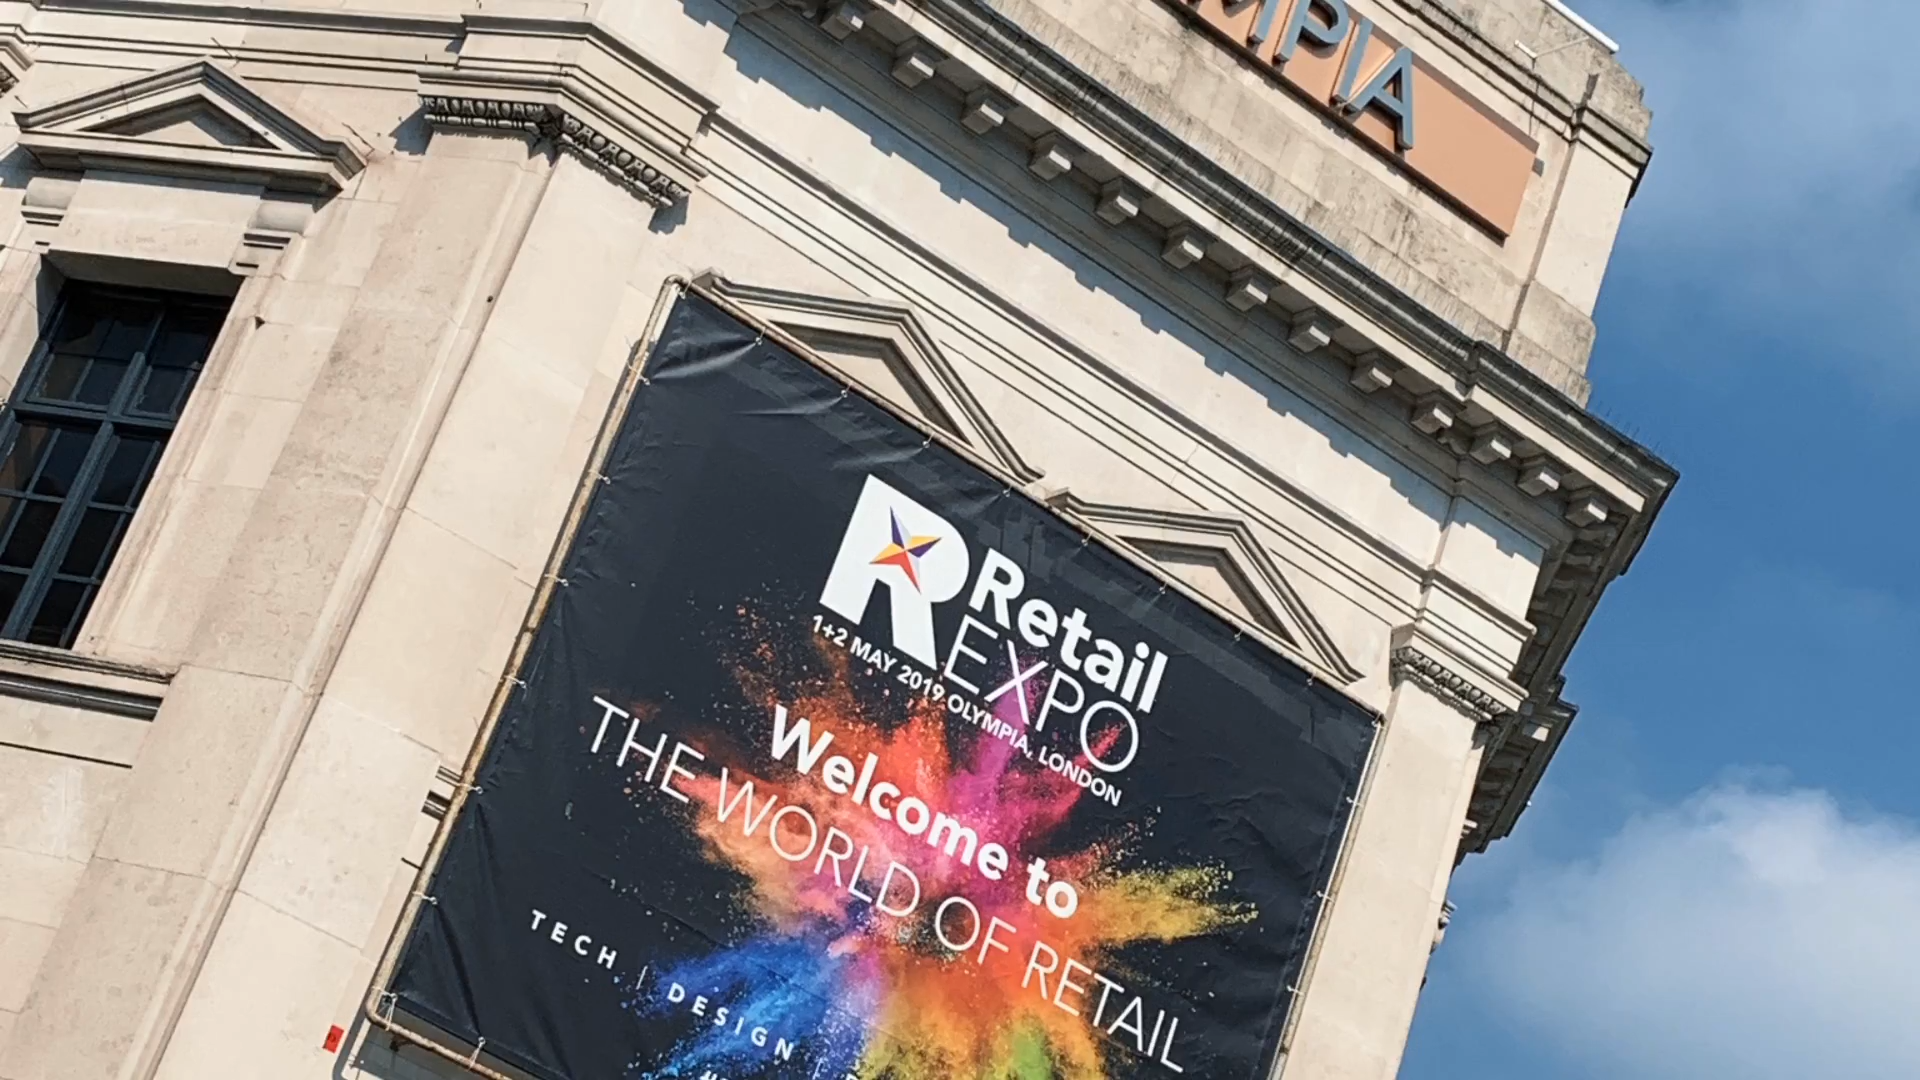 MPIA
R Retail
EXPO
1+2 MAY 2019 OLYMPIA, LONDON
Welcome to
THE WORLD OF RETAIL
TECH | DESIGN |